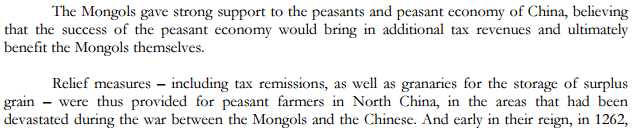 The Mongols gave strong support to the peasants and peasant economy of China, believing
that the success of the peasant economy would bring in additional tax revenues and ultimately
benefit the Mongols themselves.
Relief measures – including tax remissions, as well as granaries for the storage of surplus
grain – were thus provided for peasant farmers in North China, in the areas that had been
devastated during the war between the Mongols and the Chinese. And early in their reign, in 1262,